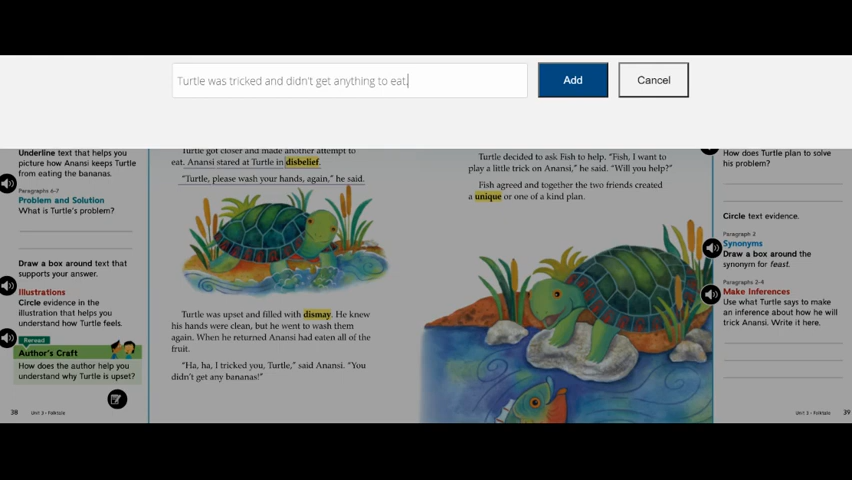 Turtle was tricked and didn't get anything to eat.
Add
Cancel
Underline text that helps you
picture how Anansi keeps Turtle
from eating the bananas.
Paragraphs 6-7
Problem and Solution
What is Turtle's problem?
Draw a box around text that
supports your answer.
Illustrations
Circle evidence in the
illustration that helps you
understand how Turtle feels.
Reread
Author's Craft
How does the author help you
understand why Turtle is upset?
38
Unit 3 - Folktale
Turtle got closer and made another attempt to
eat. Anansi stared at Turtle in disbelief.
"Turtle, please wash your hands, again," he said.
Turtle was upset and filled with dismay. He knew
his hands were clean, but he went to wash them
again. When he returned Anansi had eaten all of the
fruit.
"Ha, ha, I tricked you, Turtle," said Anansi. "You
didn't get any bananas!"
Turtle decided to ask Fish to help. "Fish, I want to
play a little trick on Anansi," he said. "Will you help?"
Fish agreed and together the two friends created
a unique or one of a kind plan.
How does Turtle plan to solve
his problem?
Circle text evidence.
Paragraph 2
Synonyms
Draw a box around the
synonym for feast.
Paragraphs 2-4
Make Inferences
Use what Turtle says to make
an inference about how he will
trick Anansi. Write it here.
Unit 3 - Folktale
39